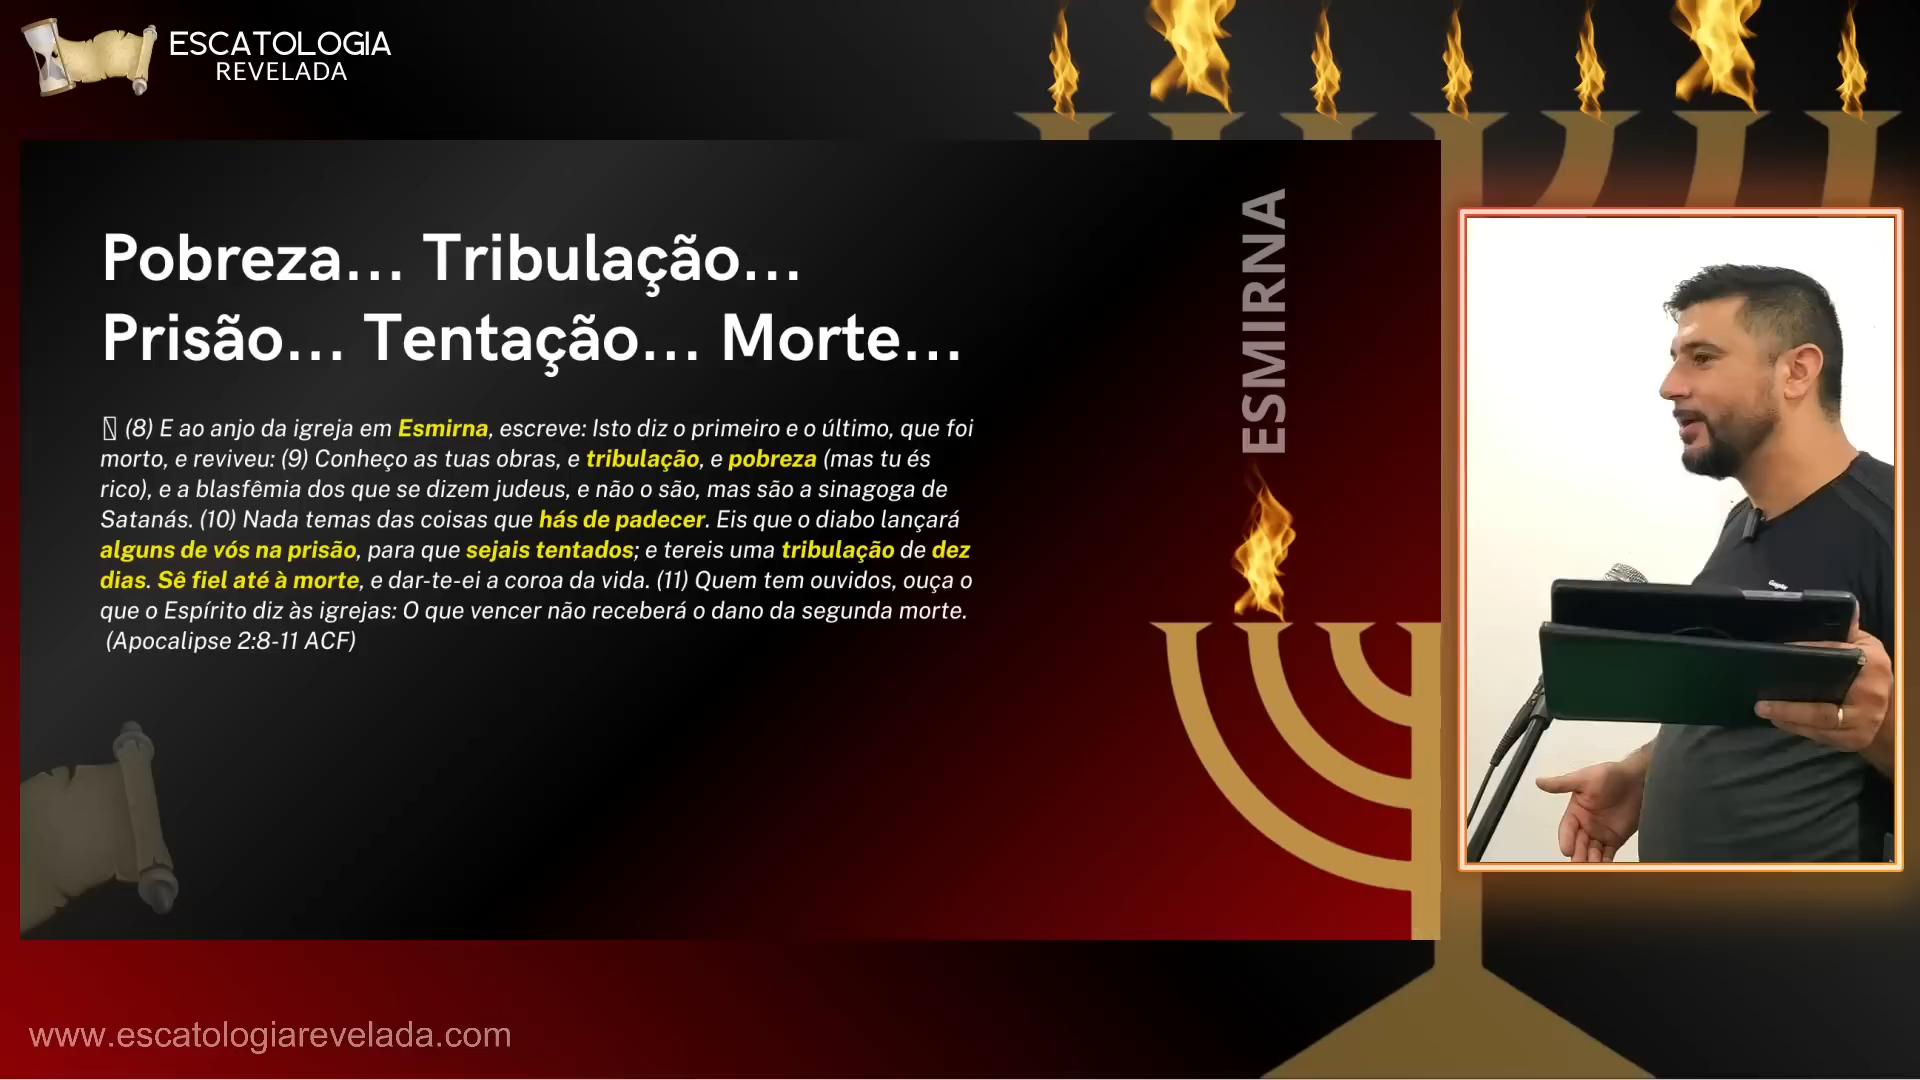 ESCATOLOGIA
REVELADA
Pobreza... Tribulação...
Prisão... Tentação... Morte...
(8) E ao anjo da igreja em Esmirna, escreve: Isto diz o primeiro e o último, que foi
morto, e reviveu: (9) Conheço as tuas obras, e tribulação, e pobreza (mas tu és
rico), e a blasfêmia dos que se dizem judeus, e não o são, mas são a sinagoga de
Satanás. (10) Nada temas das coisas que hás de padecer. Eis que o diabo lançará
alguns de vós na prisão, para que sejais tentados; e tereis uma tribulação de dez
dias. Sê fiel até à morte, e dar-te-ei a coroa da vida. (11) Quem tem ouvidos, ouça o
que o Espírito diz às igrejas: O que vencer não receberá o dano da segunda morte.
(Apocalipse 2:8-11 ACF)
ESMIRNA
www.escatologiarevelada.com